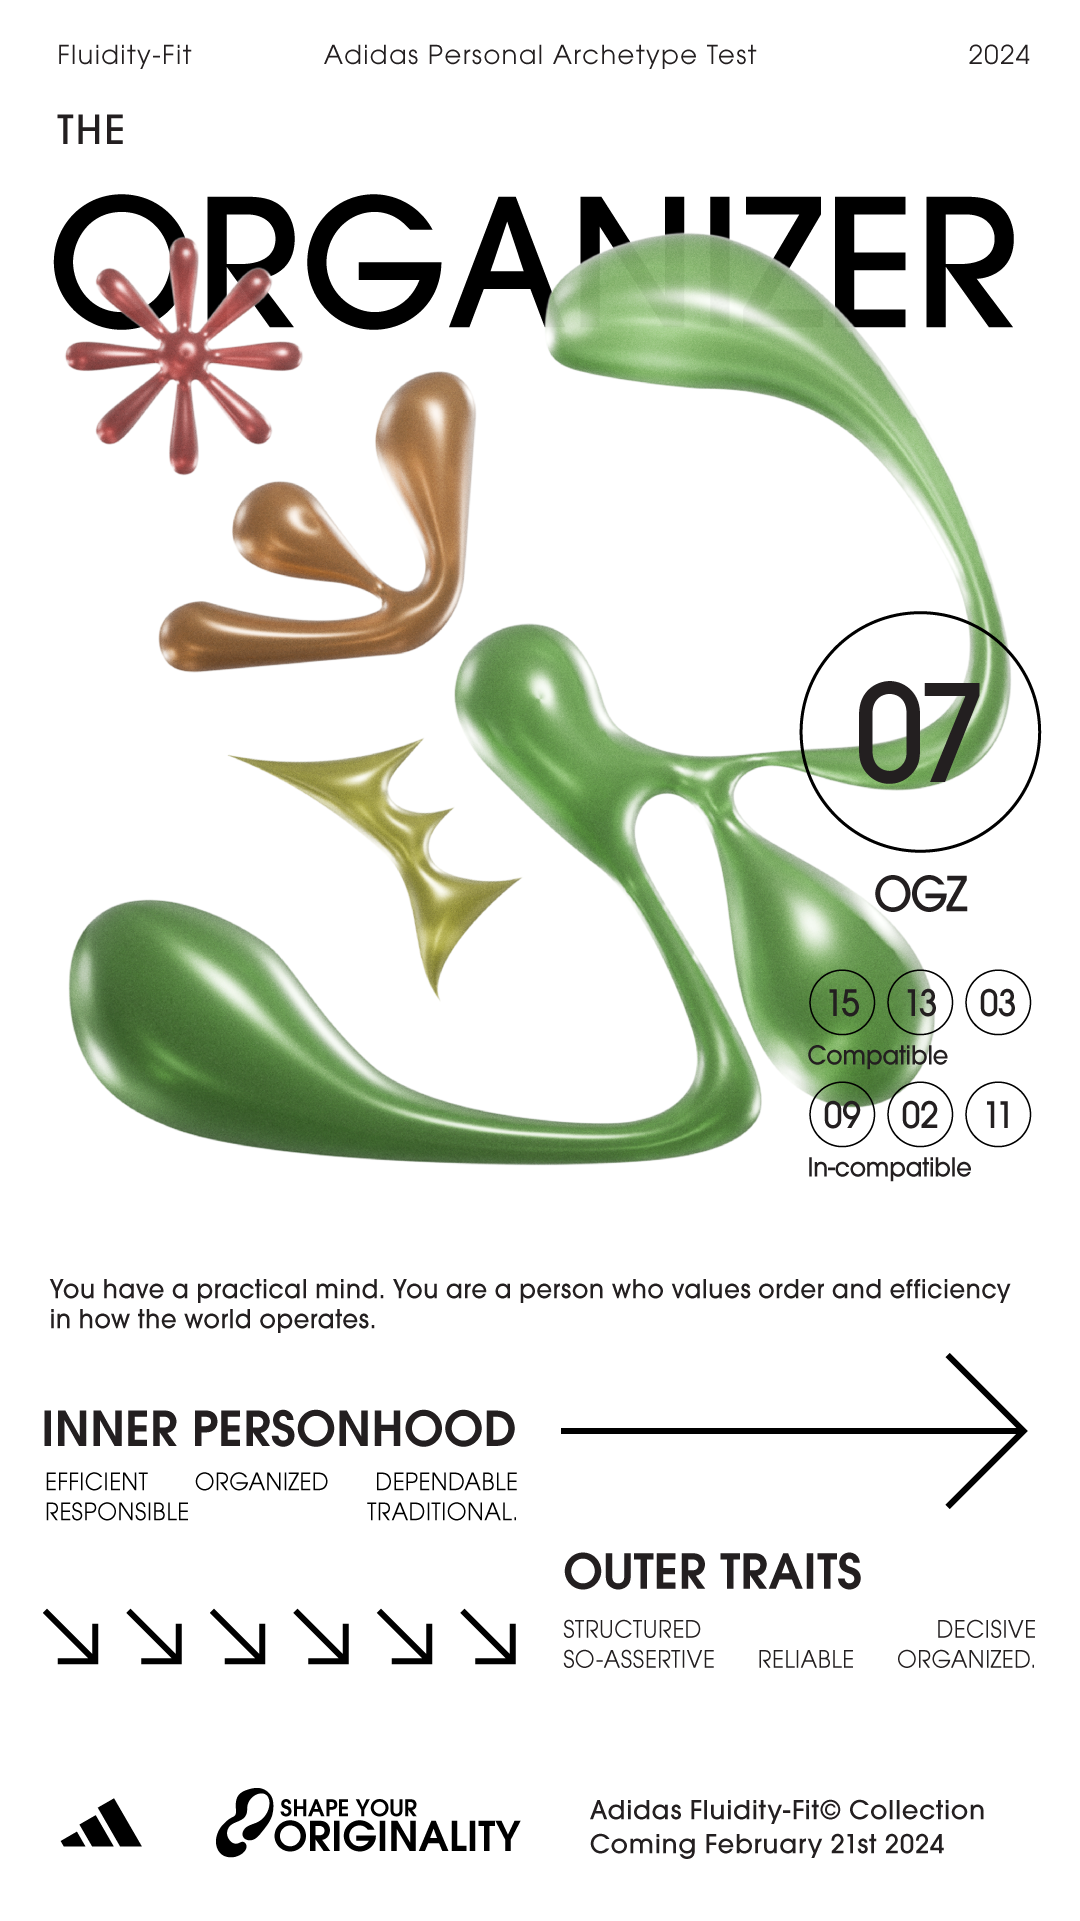 Fluidity-Fit Adidas Personal Archetype Test 2024
THE
ORGANIZER
07
OGZ
15 13 03
Compatible
09 02 11
In-compatible
You have a practical mind. You are a person who values order and efficiency
in how the world operates.
INNER PERSONHOOD
EFFICIENT ORGANIZED DEPENDABLE
RESPONSIBLE TRADITIONAL.
OUTER TRAITS
STRUCTURED DECISIVE
SO-ASSERTIVE RELIABLE ORGANIZED.
SHAPE YOUR
ORIGINALITY
Adidas Fluidity-Fit© Collection
Coming February 21st 2024